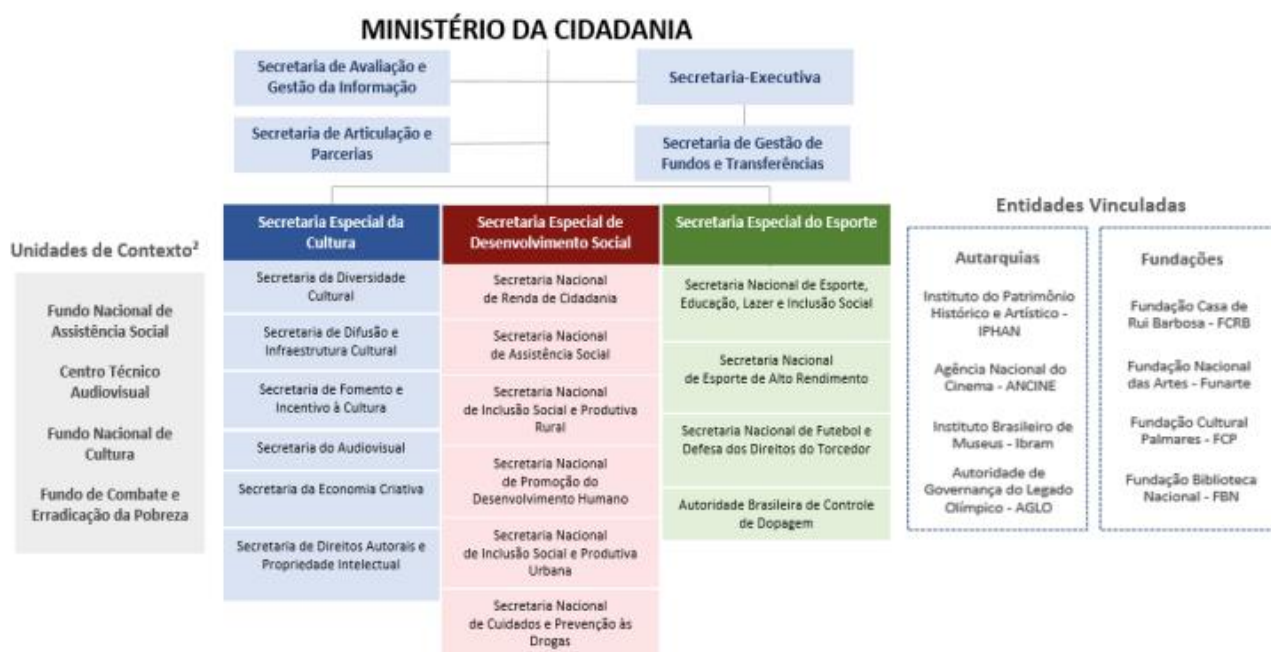 MINISTÉRIO DA CIDADANIA
Secretaria de Avaliação e
Gestão da Informação
Secretaria-Executiva
Secretaria de Articulação e
Parcerias
Secretaria de Gestão de
Fundos e Transferências
Unidades de Contexto²
Fundo Nacional de
Assistência Social
Centro Técnico
Audiovisual
Fundo Nacional de
Cultura
Fundo de Combate e
Erradicação da Pobreza
Secretaria Especial da
Cultura
Secretaria da Diversidade
Cultural
Secretaria de Difusão e
Infraestrutura Cultural
Secretaria de Fomento e
Incentivo à Cultura
Secretaria do Audiovisual
Secretaria da Economia Criativa
Secretaria de Direitos Autorais e
Propriedade Intelectual
Secretaria Especial de
Desenvolvimento Social
Secretaria Nacional
de Renda de Cidadania
Secretaria Nacional
de Assistência Social
Secretaria Nacional
de Inclusão Social e Produtiva
Rural
Secretaria Nacional
de Promoção do
Desenvolvimento Humano
Secretaria Nacional
de Inclusão Social e Produtiva
Urbana
Secretaria Nacional
de Cuidados e Prevenção às
Drogas
Secretaria Especial do Esporte
Secretaria Nacional de Esporte,
Educação, Lazer e Inclusão Social
Secretaria Nacional
de Esporte de Alto Rendimento
Secretaria Nacional de Futebol e
Defesa dos Direitos do Torcedor
Autoridade Brasileira de Controle
de Dopagem
Entidades Vinculadas
Autarquias
Instituto do Patrimônio
Histórico e Artístico -
IPHAN
Agência Nacional do
Cinema - ANCINE
Instituto Brasileiro de
Museus - Ibram
Autoridade de
Governança do Legado
Olímpico - AGLO
Fundações
Fundação Casa de
Rui Barbosa - FCRB
Fundação Nacional
das Artes - Funarte
Fundação Cultural
Palmares - FCP
Fundação Biblioteca
Nacional - FBN